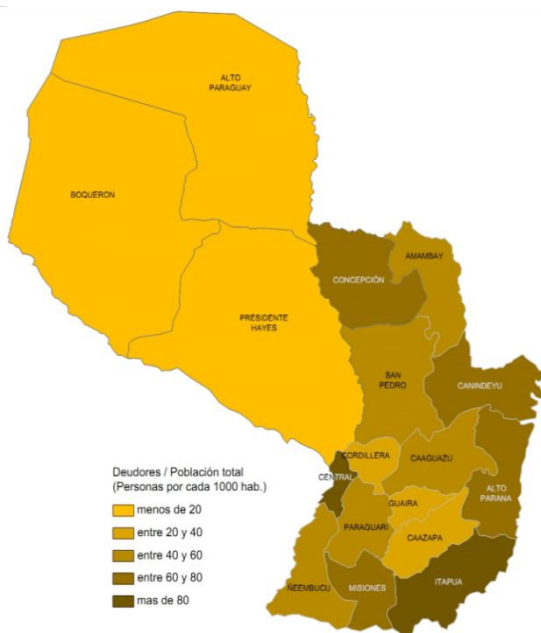 ALTO
PARAGUAY
BOQUERON
AMAMBAY
CONCEPCIÓN
PRESIDENTE
HAYES
SAN
PEDRO
CANINDEYU
CORDILLERA
CAAGUAZU
CENTRAL
ALTO
PARANA
GUAIRA
PARAGUARI
CAAZAPA
ÑEEMBUCU
MISIONES
ITAPUA
Deudores / Población total
(Personas por cada 1000 hab.)
menos de 20
entre 20 y 40
entre 40 y 60
entre 60 y 80
mas de 80